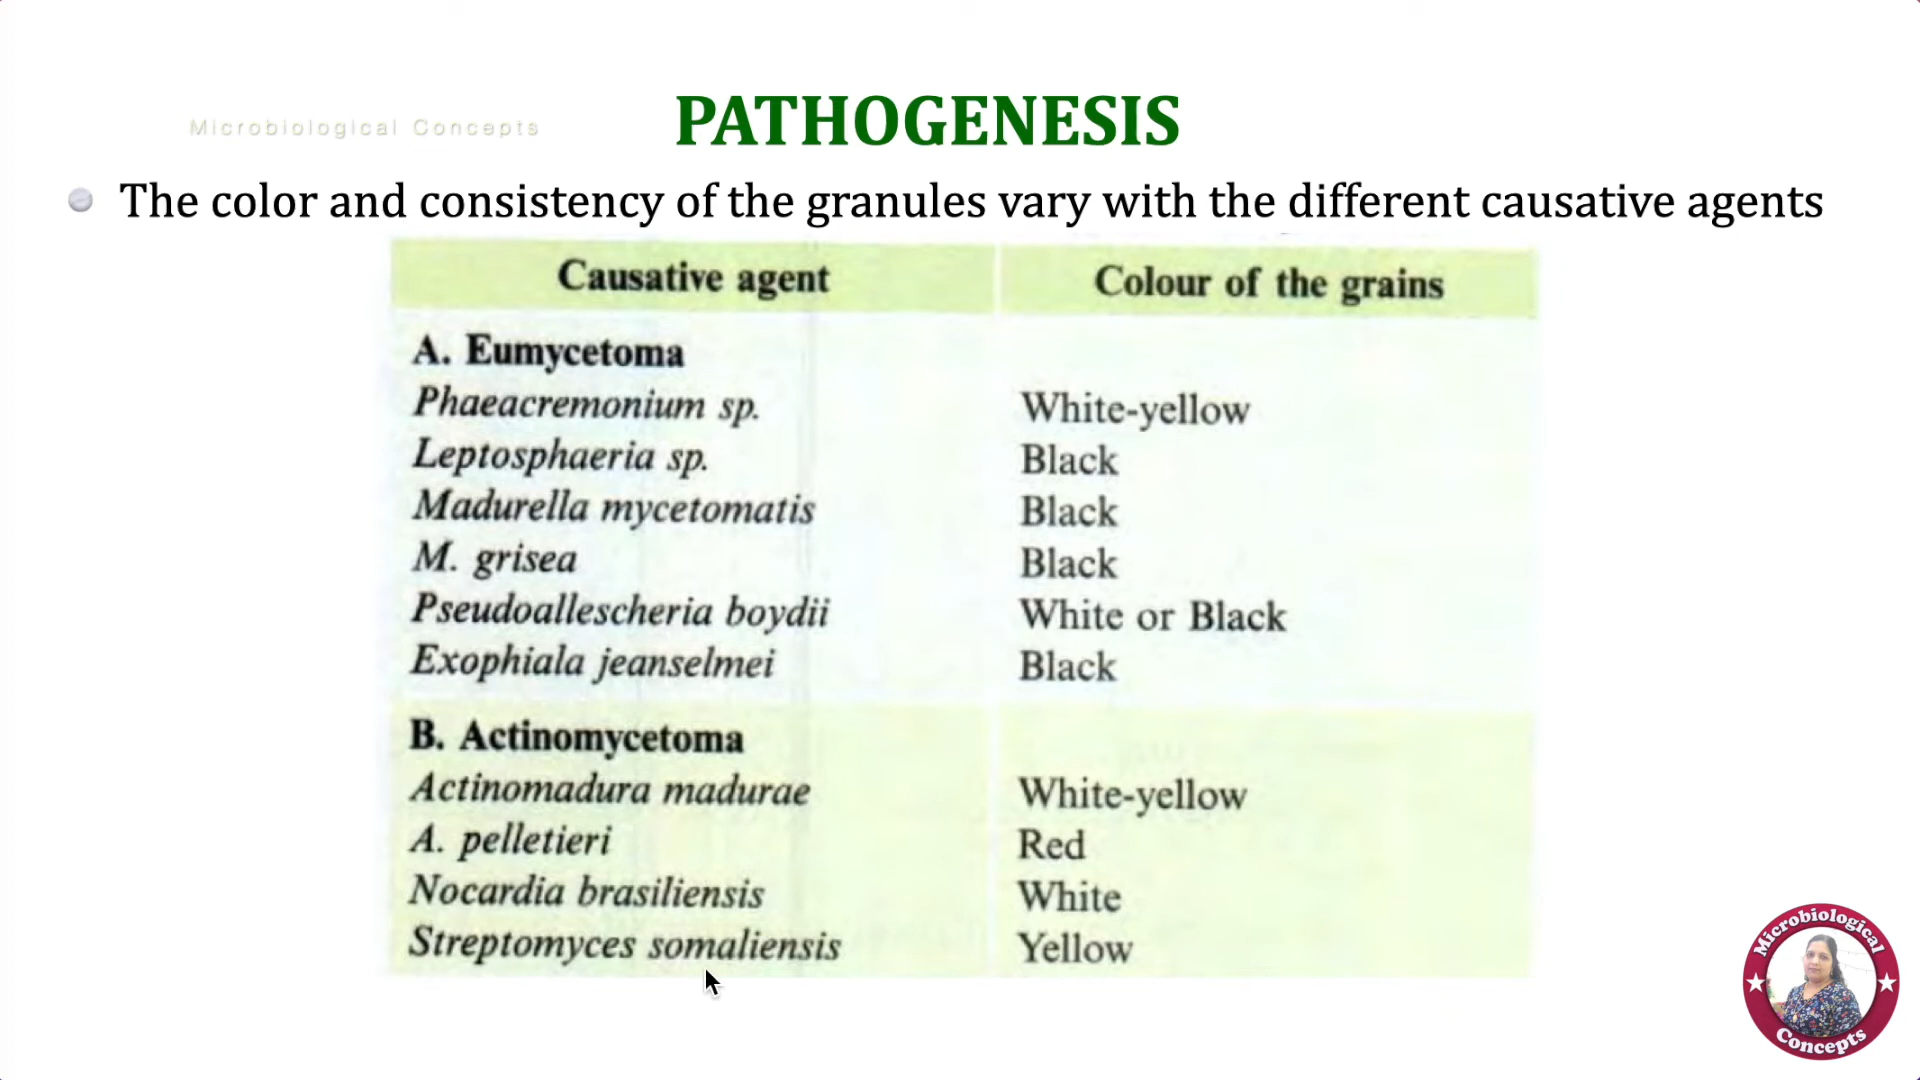 Microbiological Concepts
PATHOGENESIS
The color and consistency of the granules vary with the different causative agents
Causative agent Colour of the grains
A. Eumycetoma
Phaeacremonium sp. White-yellow
Leptosphaeria sp. Black
Madurella mycetomatis Black
M. grisea Black
Pseudoallescheria boydii White or Black
Exophiala jeanselmei Black
B. Actinomycetoma
Actinomadura madurae White-yellow
A. pelletieri Red
Nocardia brasiliensis White
Streptomyces somaliensis Yellow
Microbiological
Concepts